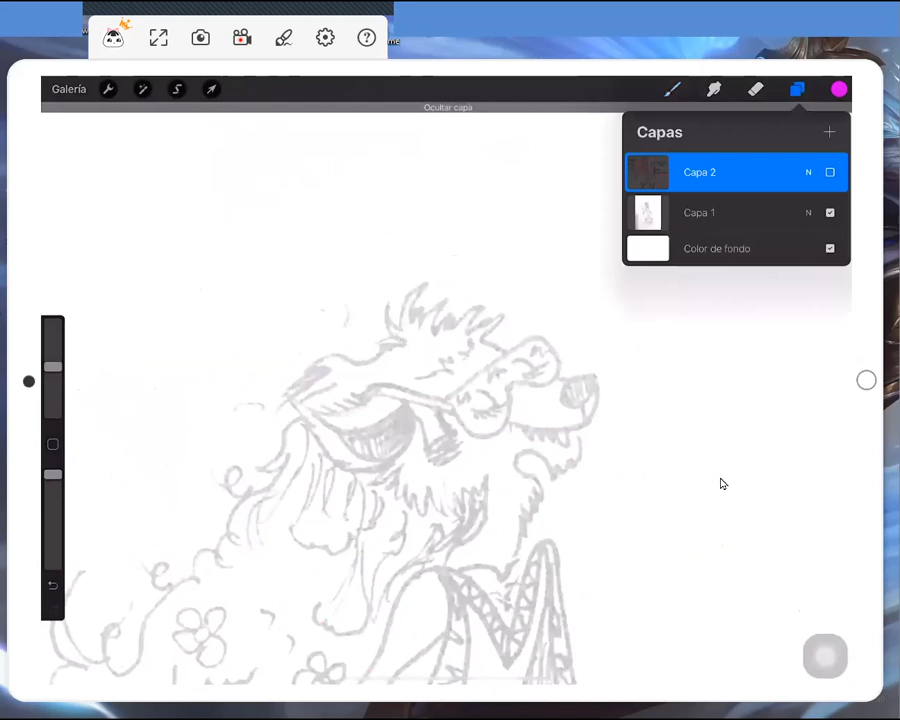 Galería
Ocultar capa
Capas
Capa 2 N
Capa 1 N
Color de fondo